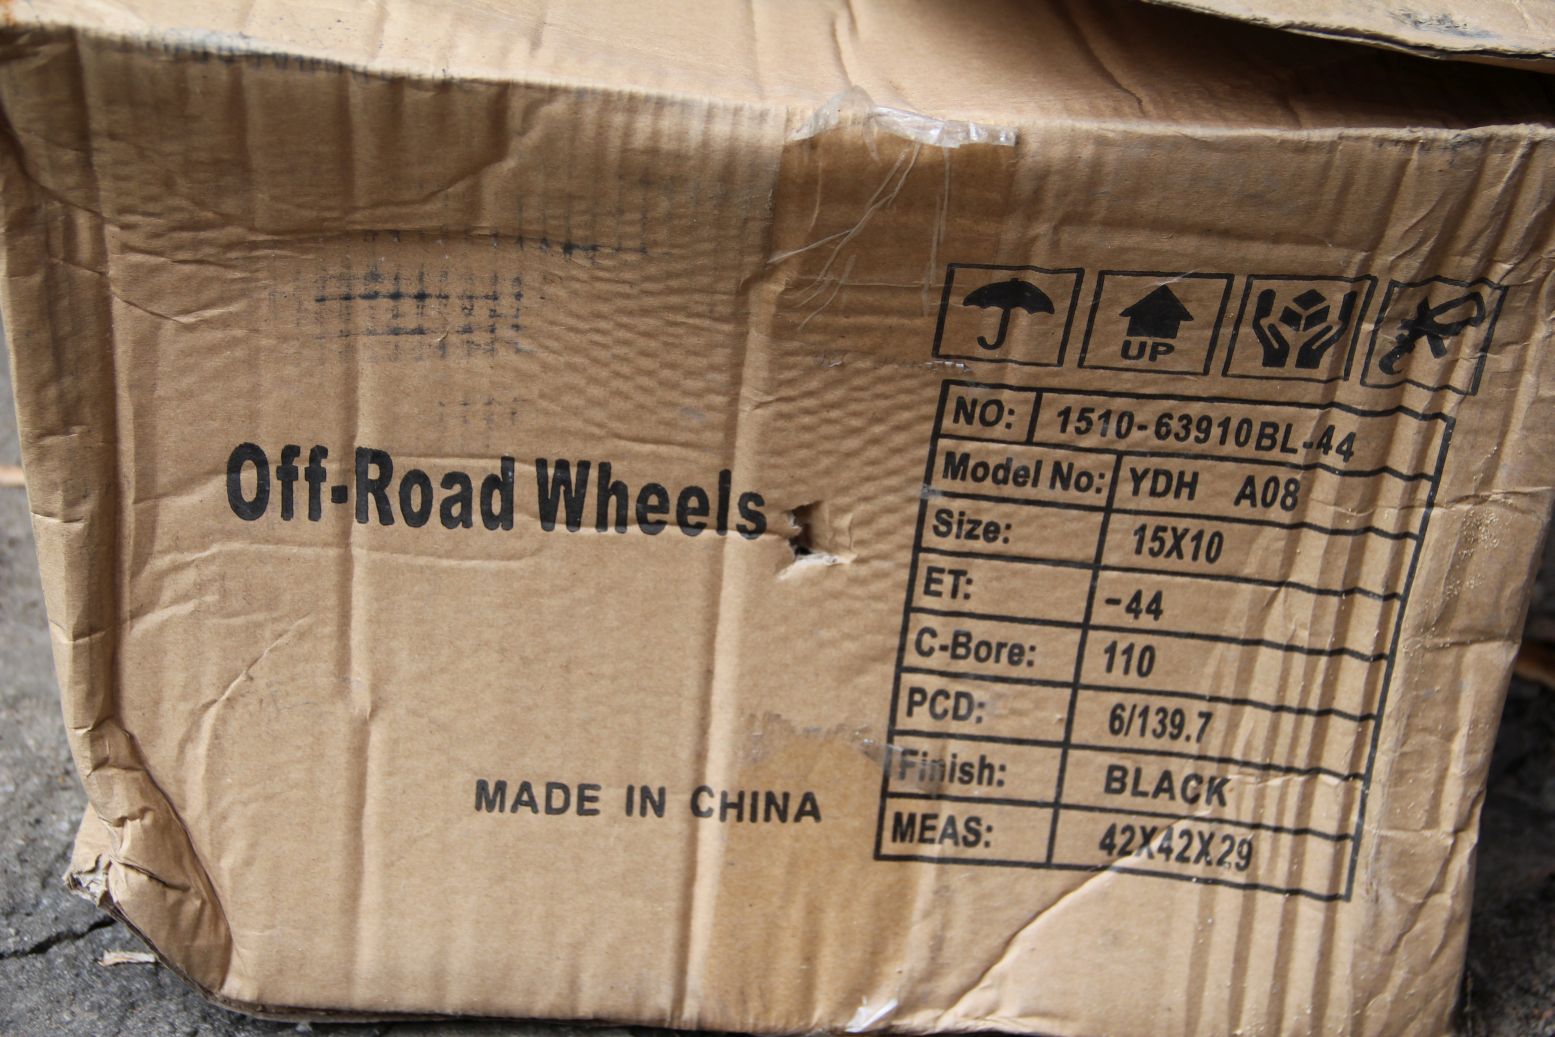 UP
NO: 1510-63910BL-44
Model No: YDH A08
Size: 15X10
ET: -44
C-Bore: 110
PCD: 6/139.7
Finish: BLACK
MEAS: 42X42X29
Off-Road Wheels
MADE IN CHINA